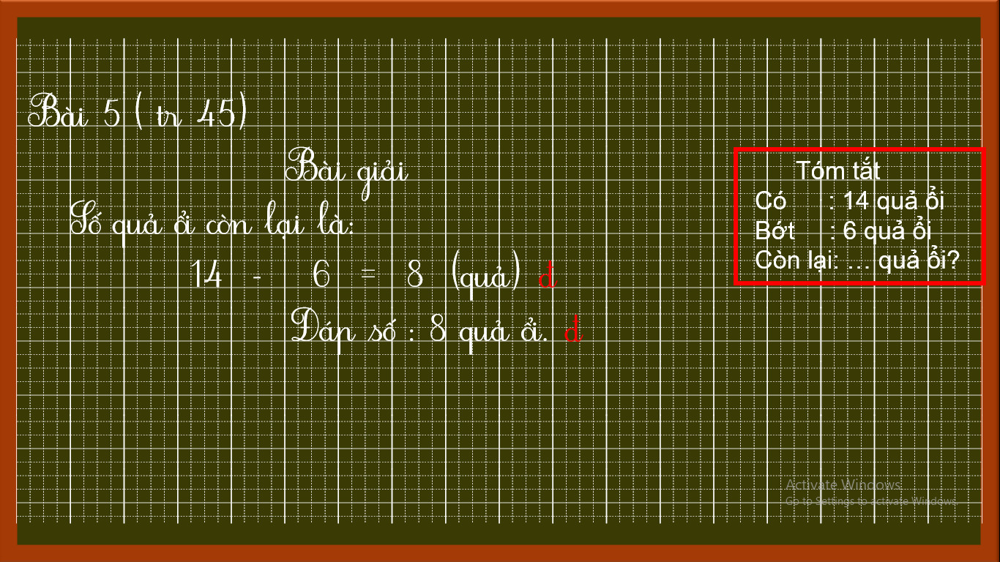 Bài 5 ( tr 45)
Bài giải
Số quả ổi còn lại là:
14 - 6 = 8 (quả) đ
Đáp số : 8 quả ổi. đ
Tóm tắt
Có : 14 quả ổi
Bớt : 6 quả ổi
Còn lại: … quả ổi?
Activate Windows
Go to Settings to activate Windows.